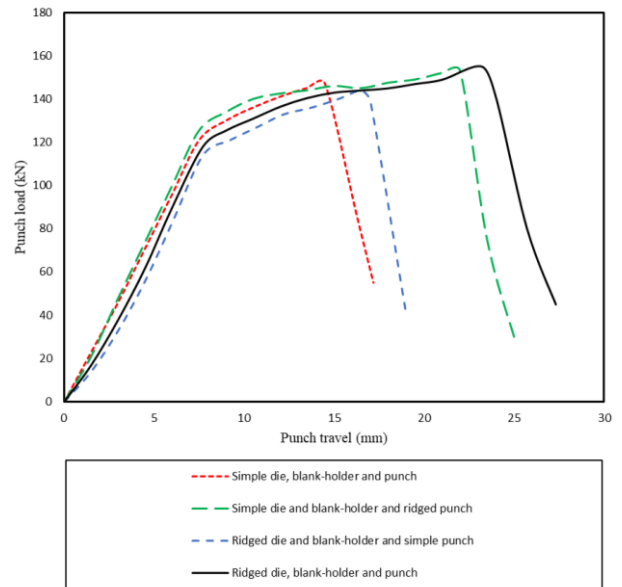 180
160
140
120
100
80
60
40
20
0
Punch load (kN)
0 5 10 15 20 25 30
Punch travel (mm)
Simple die, blank-holder and punch
Simple die and blank-holder and ridged punch
Ridged die and blank-holder and simple punch
Ridged die, blank-holder and punch